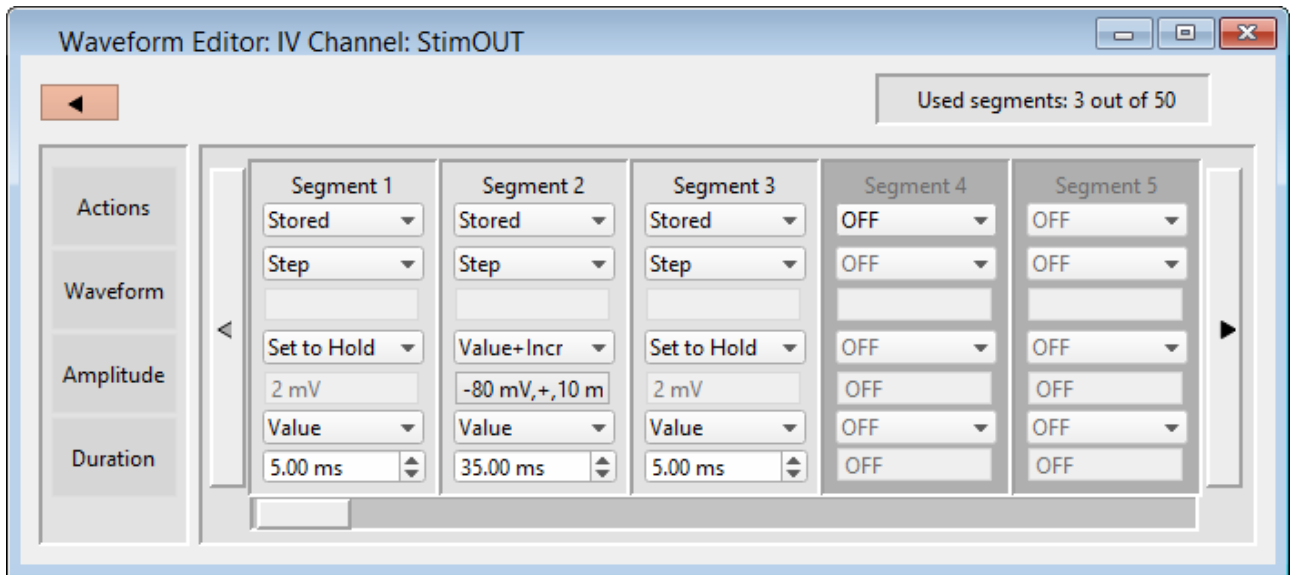 Waveform Editor: IV Channel: StimOUT
Used segments: 3 out of 50
Segment 1 Segment 2 Segment 3 Segment 4 Segment 5
Actions Stored Stored Stored OFF OFF
Waveform Step Step Step OFF OFF
Amplitude Set to Hold Value+Incr Set to Hold OFF OFF
2 mV -80 mV,+,10 m 2 mV OFF OFF
Duration Value Value Value OFF OFF
5.00 ms 35.00 ms 5.00 ms OFF OFF